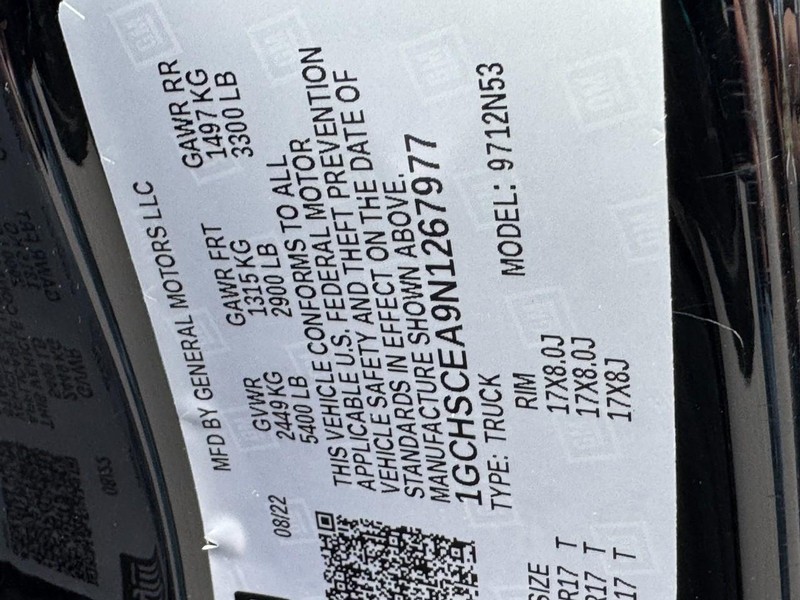 MFD BY GENERAL MOTORS LLC
08/22 GVWR GAWR FRT GAWR RR
2449 KG 1315 KG 1497 KG
5400 LB 2900 LB 3300 LB
THIS VEHICLE CONFORMS TO ALL
APPLICABLE U.S. FEDERAL MOTOR
VEHICLE SAFETY AND THEFT PREVENTION
STANDARDS IN EFFECT ON THE DATE OF
MANUFACTURE SHOWN ABOVE.
1GCHSCEA9N1267977
TYPE: TRUCK MODEL: 9712N53
SIZE RIM
R17 T 17X8.0J
R17 T 17X8.0J
17 T 17X8J